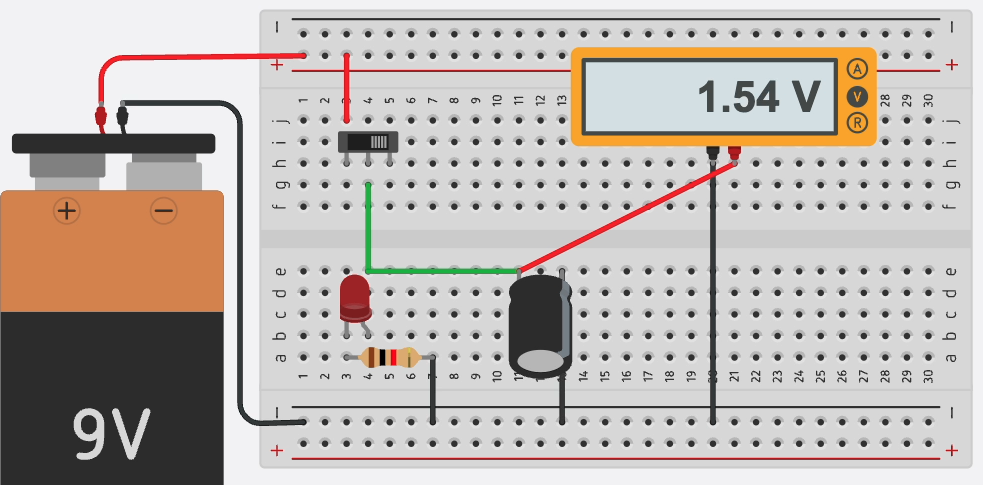 − −
+ +
1 2 3 4 5 6 7 8 9 10 11 12 13 28 29 30
1.54 V
A
V
R
j j
i i
h h
g g
f f
+ −
e e
d d
c c
b b
a a
1 2 3 4 5 6 7 8 9 10 11 12 13 14 15 16 17 18 19 20 21 22 23 24 25 26 27 28 29 30
− −
+ +
9V